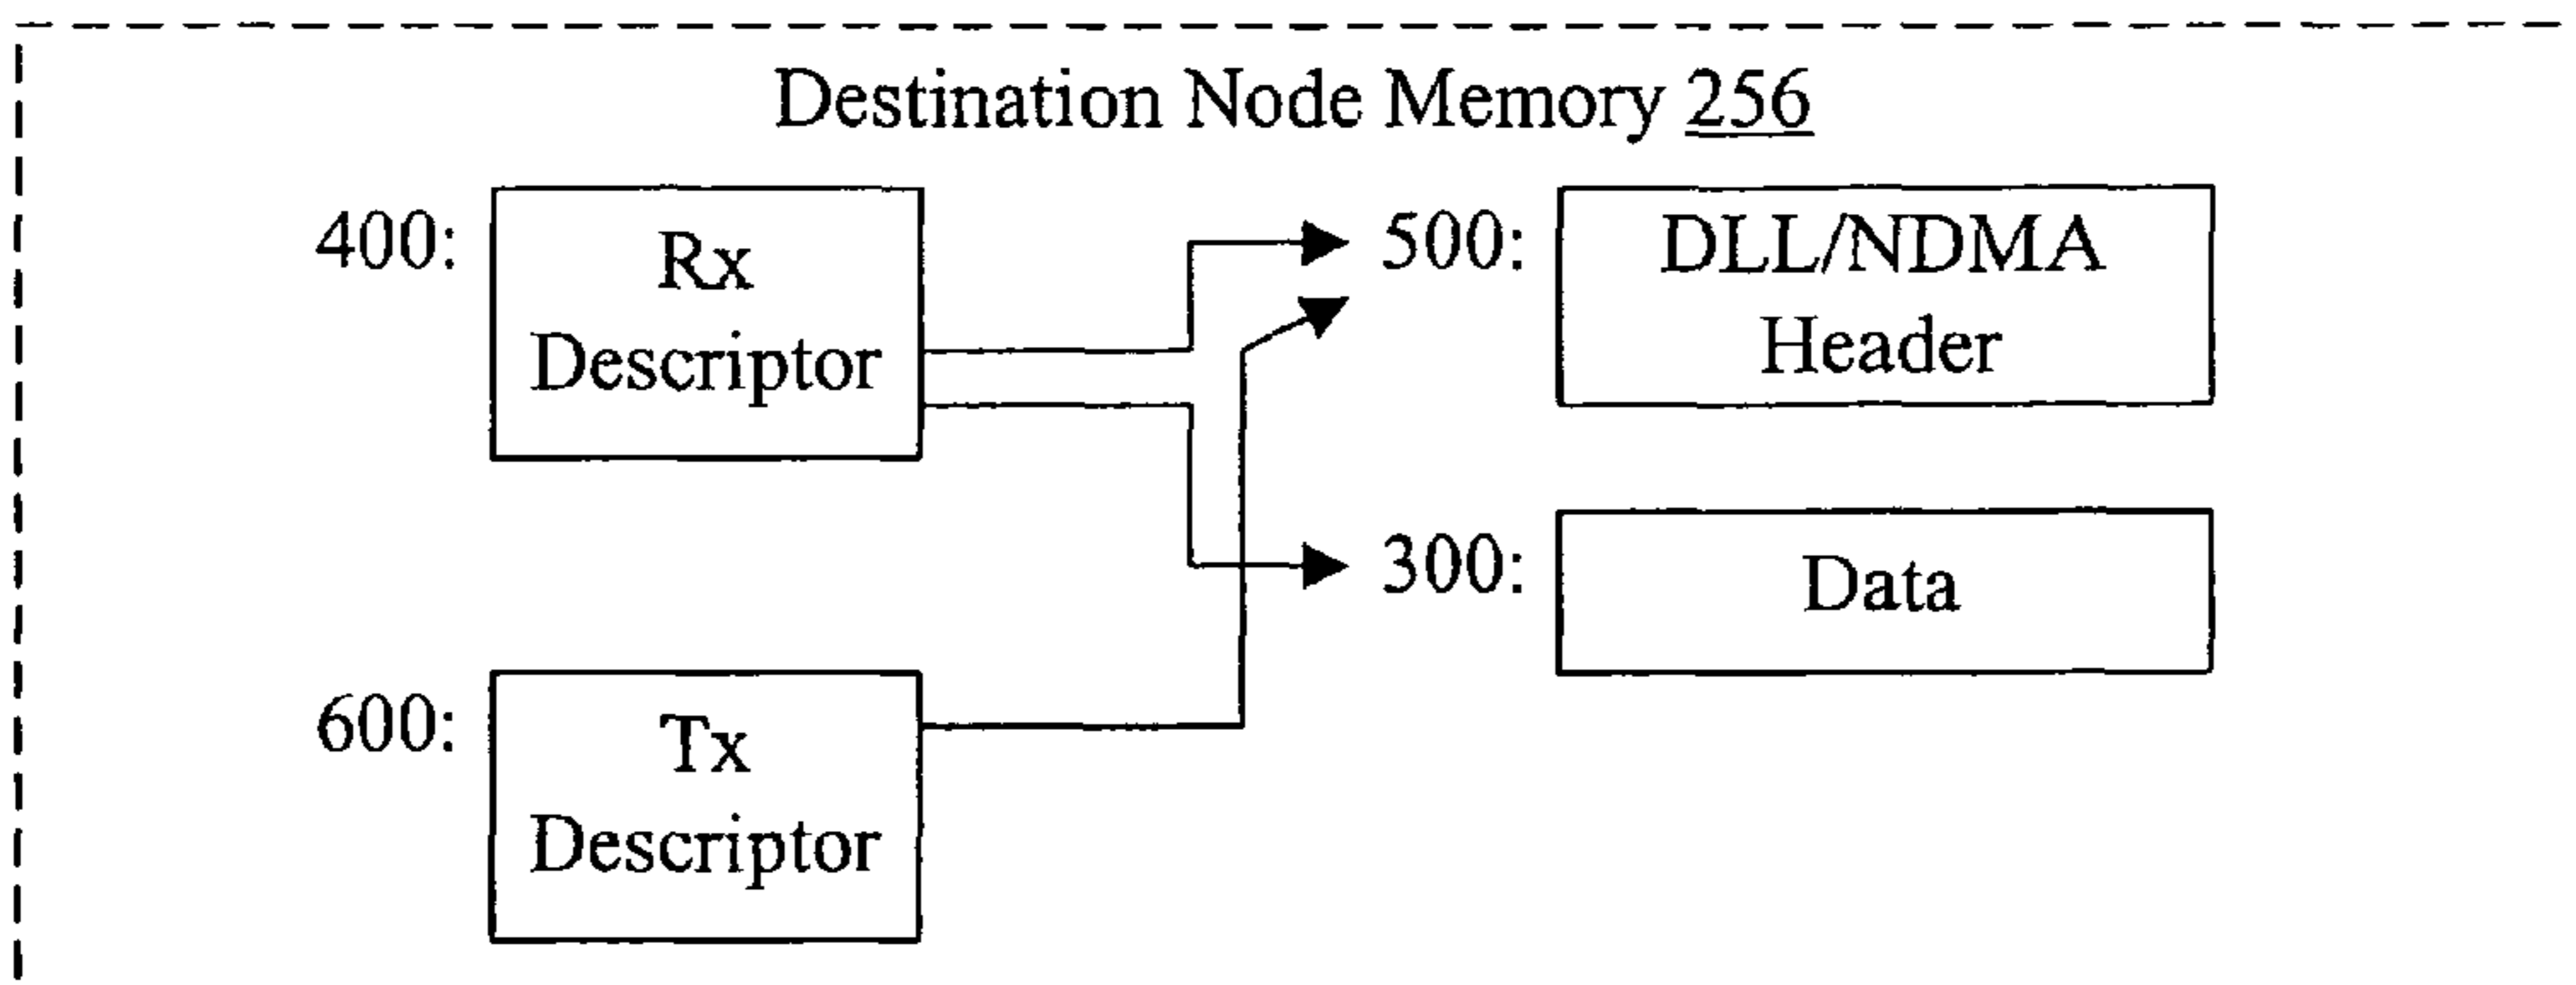 Destination Node Memory 256
400:
Rx
Descriptor
500:
DLL/NDMA
Header
300:
Data
600:
Tx
Descriptor